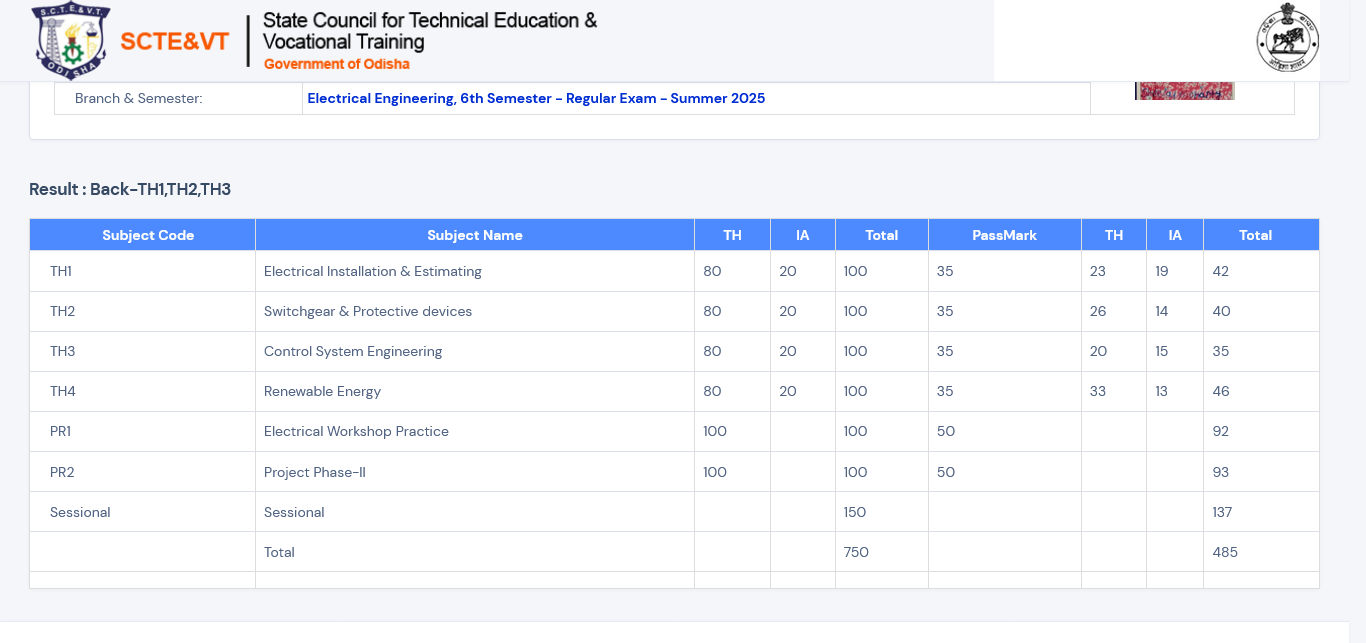 S.C.T.E.&V.T.
ODISHA
SCTE&VT
State Council for Technical Education &
Vocational Training
Government of Odisha
Branch & Semester: Electrical Engineering, 6th Semester - Regular Exam - Summer 2025
Result : Back-TH1,TH2,TH3
Subject Code Subject Name TH IA Total PassMark TH IA Total
TH1 Electrical Installation & Estimating 80 20 100 35 23 19 42
TH2 Switchgear & Protective devices 80 20 100 35 26 14 40
TH3 Control System Engineering 80 20 100 35 20 15 35
TH4 Renewable Energy 80 20 100 35 33 13 46
PR1 Electrical Workshop Practice 100 100 50 92
PR2 Project Phase-II 100 100 50 93
Sessional Sessional 150 137
Total 750 485